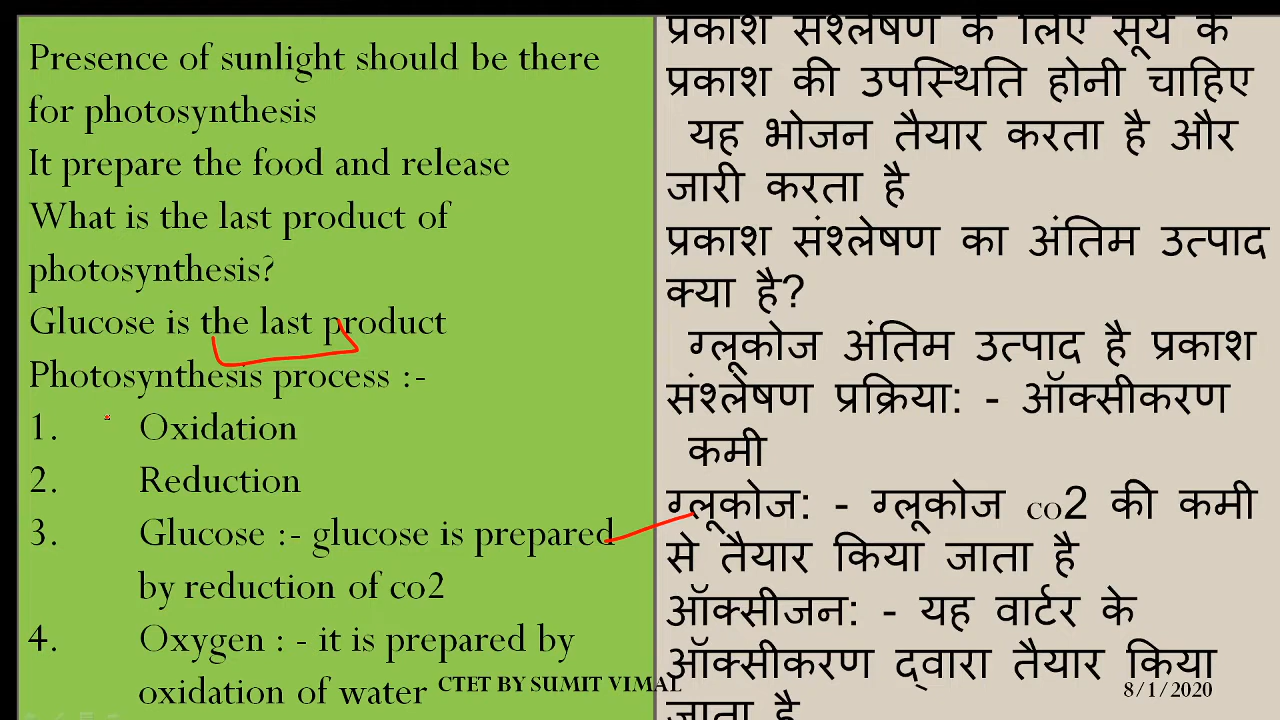 Presence of sunlight should be there
for photosynthesis
It prepare the food and release
What is the last product of
photosynthesis?
Glucose is the last product
Photosynthesis process :-
1. Oxidation
2. Reduction
3. Glucose :- glucose is prepared
by reduction of co2
4. Oxygen : - it is prepared by
oxidation of water
प्रकाश संश्लेषण के लिए सूर्य के
प्रकाश की उपस्थिति होनी चाहिए
यह भोजन तैयार करता है और
जारी करता है
प्रकाश संश्लेषण का अंतिम उत्पाद
क्या है?
ग्लूकोज अंतिम उत्पाद है प्रकाश
संश्लेषण प्रक्रिया: - ऑक्सीकरण
कमी
ग्लूकोज: - ग्लूकोज co2 की कमी
से तैयार किया जाता है
ऑक्सीजन: - यह वार्टर के
ऑक्सीकरण द्वारा तैयार किया
जाता है
CTET BY SUMIT VIMAL
8/1/2020